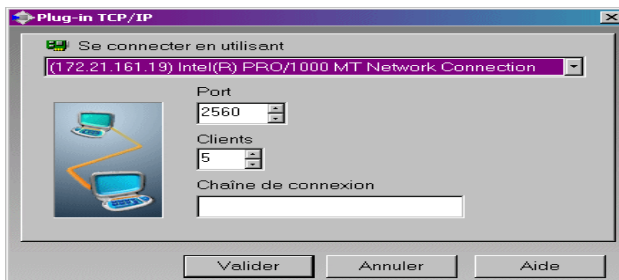 Plug-in TCP/IP
Se connecter en utilisant
(172.21.161.19) Intel(R) PRO/1000 MT Network Connection
Port
2560
Clients
5
Chaîne de connexion
Valider Annuler Aide